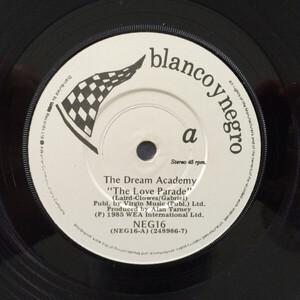 blancoynegro
a
Stereo 45 rpm.
The Dream Academy
"The Love Parade"
(Laird-Clowes/Gabriel)
Publ. by Virgin Music (Publ.) Ltd.
Produced by Alan Tarney
(P) 1985 WEA International Ltd.
NEG16
(NEG16-A) (248986-7)